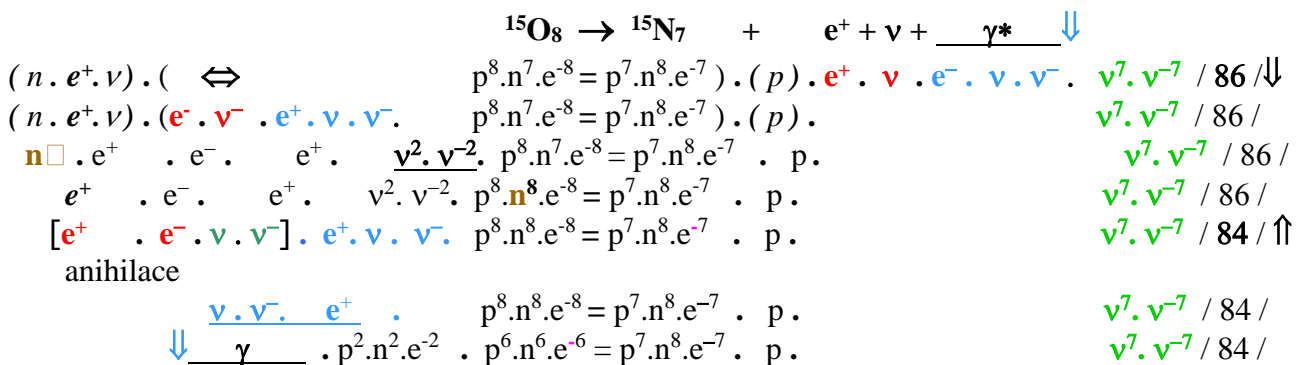 ¹⁵O₈ → ¹⁵N₇ + e⁺ + ν + γ* ⇓
( n . e⁺. ν) . ( ⇔ p⁸.n⁷.e⁻⁸ = p⁷.n⁸.e⁻⁷ ) . ( p) . e⁺ . ν . e⁻ . ν . ν⁻ . ν⁷. ν⁻⁷ / 86 /⇓
( n . e⁺. ν) . (e⁻ . ν⁻ . e⁺. ν . ν⁻. p⁸.n⁷.e⁻⁸ = p⁷.n⁸.e⁻⁷ ) . ( p) . ν⁷. ν⁻⁷ / 86 /
n□ . e⁺ . e⁻ . e⁺ . ν². ν⁻². p⁸.n⁷.e⁻⁸ = p⁷.n⁸.e⁻⁷ . p . ν⁷. ν⁻⁷ / 86 /
e⁺ . e⁻ . e⁺ . ν². ν⁻². p⁸.n⁸.e⁻⁸ = p⁷.n⁸.e⁻⁷ . p . ν⁷. ν⁻⁷ / 86 /
[e⁺ . e⁻ . ν . ν⁻] . e⁺. ν . ν⁻. p⁸.n⁸.e⁻⁸ = p⁷.n⁸.e⁻⁷ . p . ν⁷. ν⁻⁷ / 84 /⇑
anihilace
ν . ν⁻. e⁺ . p⁸.n⁸.e⁻⁸ = p⁷.n⁸.e⁻⁷ . p . ν⁷. ν⁻⁷ / 84 /
⇓ γ . p².n².e⁻² . p⁶.n⁶.e⁻⁶ = p⁷.n⁸.e⁻⁷ . p . ν⁷. ν⁻⁷ / 84 /